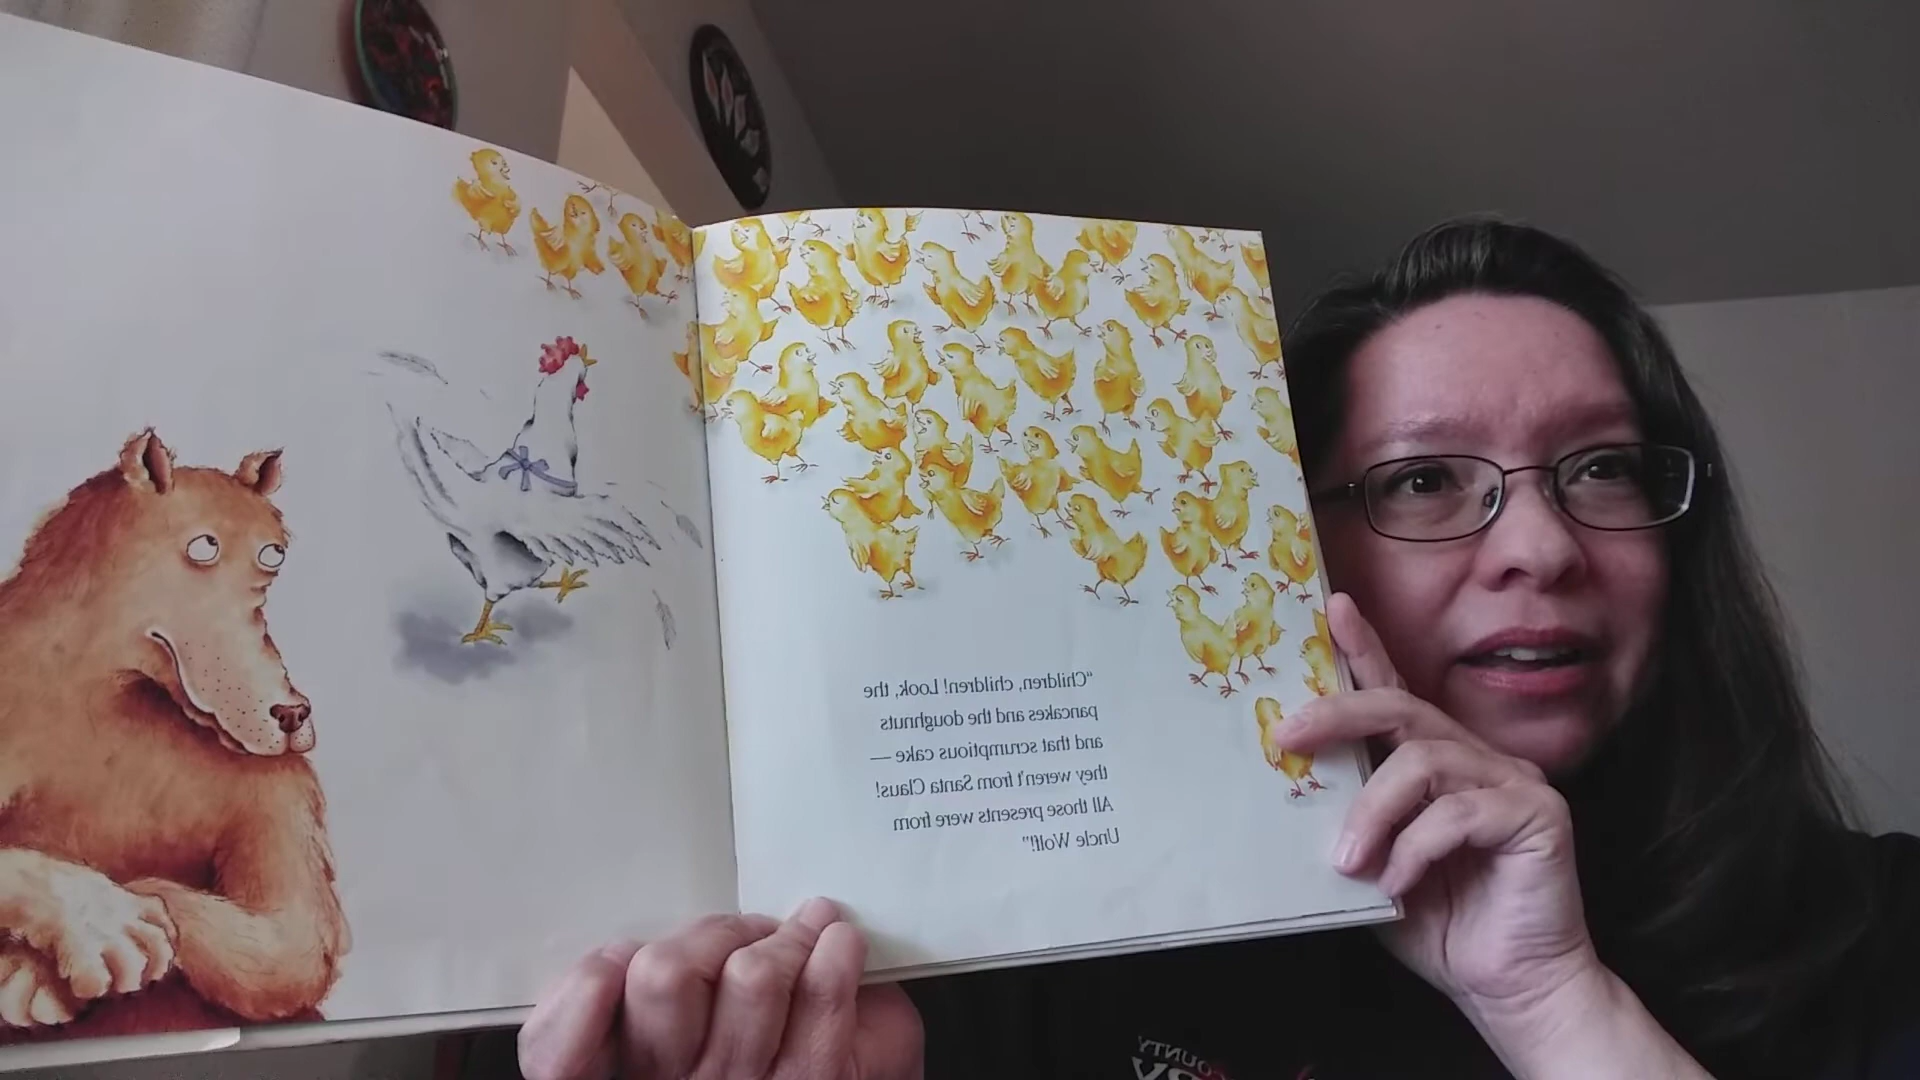 “Children, children! Look, the
pancakes and the doughnuts
and that scrumptious cake —
they weren't from Santa Claus!
All those presents were from
Uncle Wolf!”
COUNTY